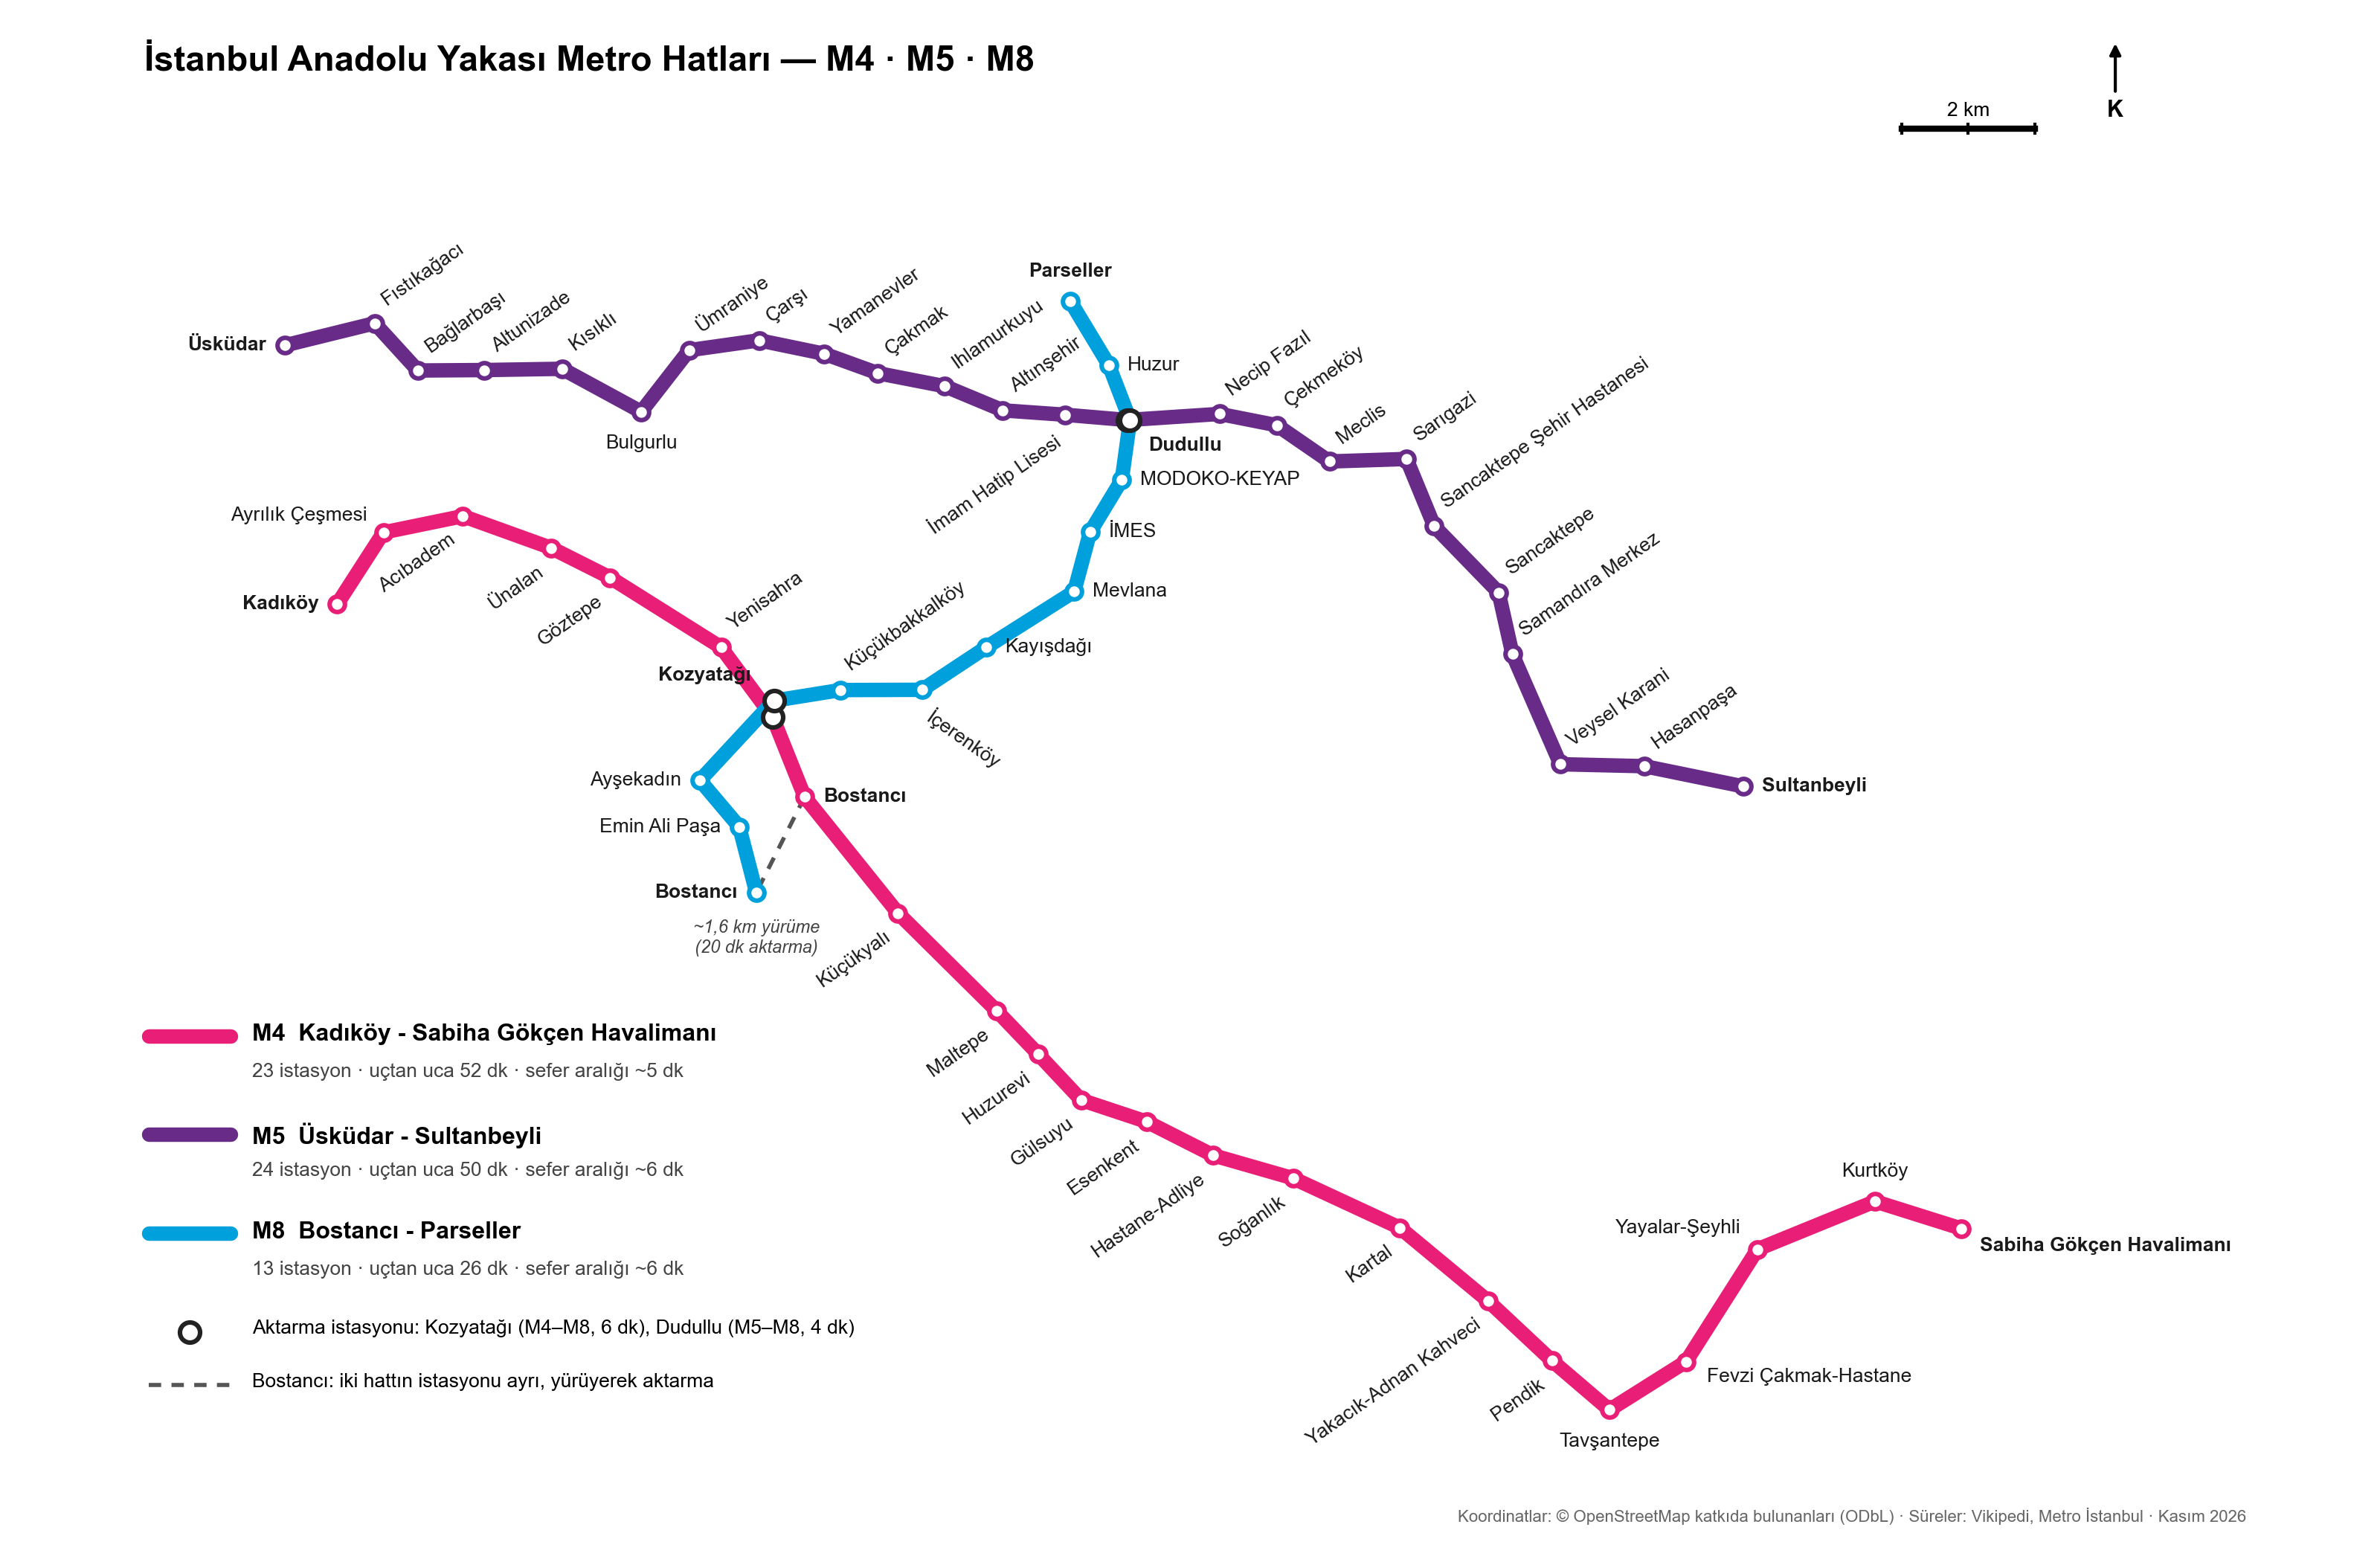 İstanbul Anadolu Yakası Metro Hatları — M4 · M5 · M8
2 km
K
Üsküdar
Fıstıkağacı
Bağlarbaşı
Altunizade
Kısıklı
Bulgurlu
Ümraniye
Çarşı
Yamanevler
Çakmak
Ihlamurkuyu
Altınşehir
İmam Hatip Lisesi
Dudullu
Necip Fazıl
Çekmeköy
Meclis
Sarıgazi
Sancaktepe Şehir Hastanesi
Sancaktepe
Samandıra Merkez
Veysel Karani
Hasanpaşa
Sultanbeyli
Parseller
Huzur
MODOKO-KEYAP
İMES
Mevlana
Kayışdağı
İçerenköy
Küçükbakkalköy
Kozyatağı
Ayşekadın
Emin Ali Paşa
Bostancı
~1,6 km yürüme
(20 dk aktarma)
Kadıköy
Ayrılık Çeşmesi
Acıbadem
Ünalan
Göztepe
Yenisahra
Bostancı
Küçükyalı
Maltepe
Huzurevi
Gülsuyu
Esenkent
Hastane-Adliye
Soğanlık
Kartal
Yakacık-Adnan Kahveci
Pendik
Tavşantepe
Fevzi Çakmak-Hastane
Yayalar-Şeyhli
Kurtköy
Sabiha Gökçen Havalimanı
M4 Kadıköy - Sabiha Gökçen Havalimanı
23 istasyon · uçtan uca 52 dk · sefer aralığı ~5 dk
M5 Üsküdar - Sultanbeyli
24 istasyon · uçtan uca 50 dk · sefer aralığı ~6 dk
M8 Bostancı - Parseller
13 istasyon · uçtan uca 26 dk · sefer aralığı ~6 dk
Aktarma istasyonu: Kozyatağı (M4–M8, 6 dk), Dudullu (M5–M8, 4 dk)
Bostancı: iki hattın istasyonu ayrı, yürüyerek aktarma
Koordinatlar: © OpenStreetMap katkıda bulunanları (ODbL) · Süreler: Vikipedi, Metro İstanbul · Kasım 2026